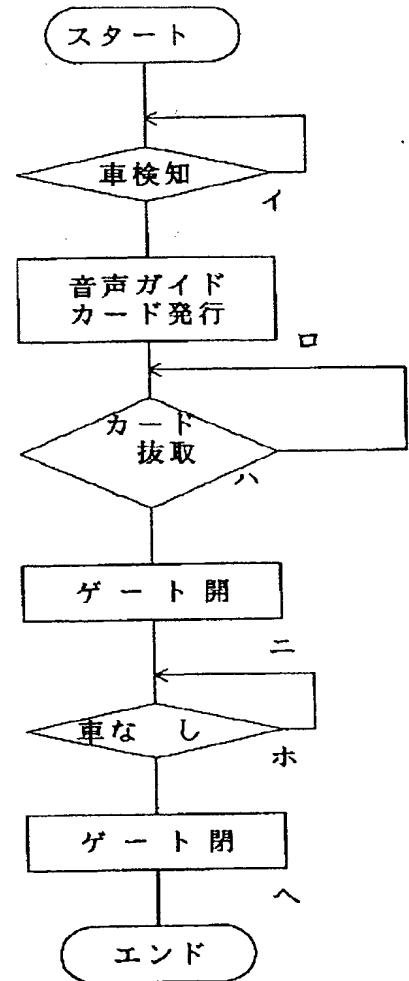 スタート
車検知
イ
音声ガイド
カード発行
ロ
カード
抜取
ハ
ゲート開
ニ
車なし
ホ
ゲート閉
ヘ
エンド